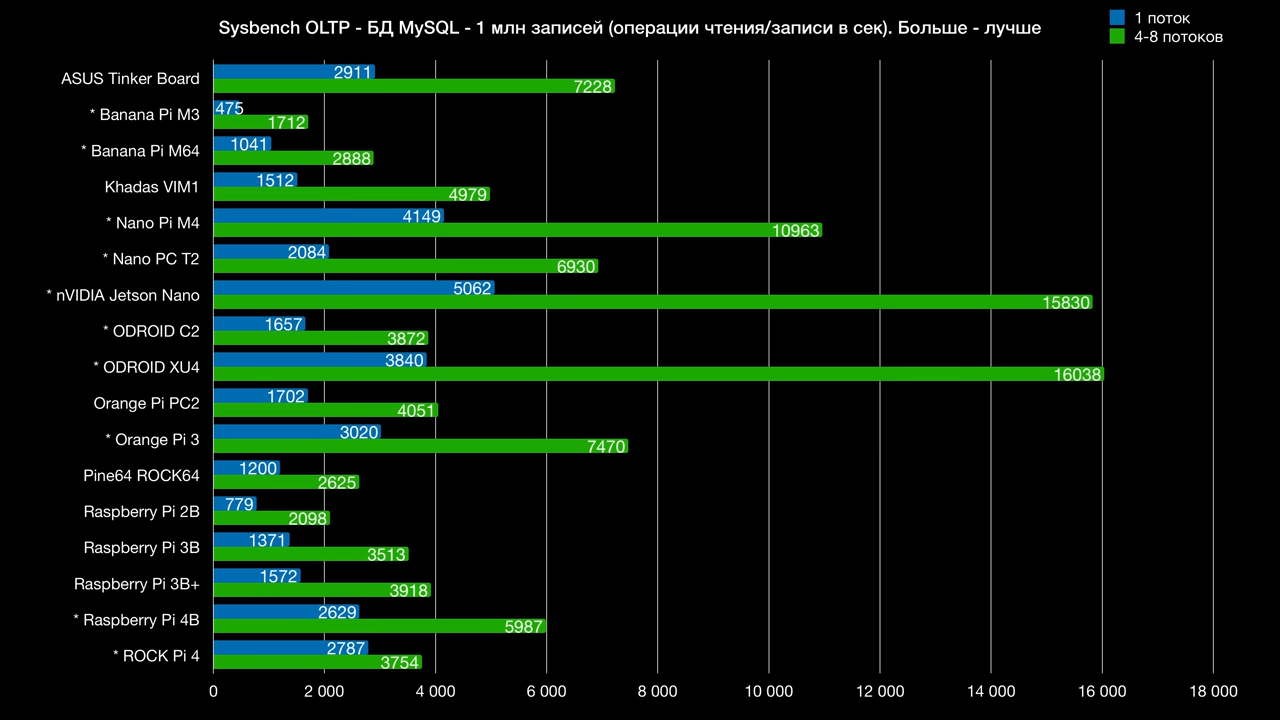 Sysbench OLTP - БД MySQL - 1 млн записей (операции чтения/записи в сек). Больше - лучше
1 поток
4-8 потоков
ASUS Tinker Board
2911
7228
* Banana Pi M3
475
1712
* Banana Pi M64
1041
2888
Khadas VIM1
1512
4979
* Nano Pi M4
4149
10963
* Nano PC T2
2084
6930
* nVIDIA Jetson Nano
5062
15830
* ODROID C2
1657
3872
* ODROID XU4
3840
16038
Orange Pi PC2
1702
4051
* Orange Pi 3
3020
7470
Pine64 ROCK64
1200
2625
Raspberry Pi 2B
779
2098
Raspberry Pi 3B
1371
3513
Raspberry Pi 3B+
1572
3918
* Raspberry Pi 4B
2629
5987
* ROCK Pi 4
2787
3754
0 2 000 4 000 6 000 8 000 10 000 12 000 14 000 16 000 18 000